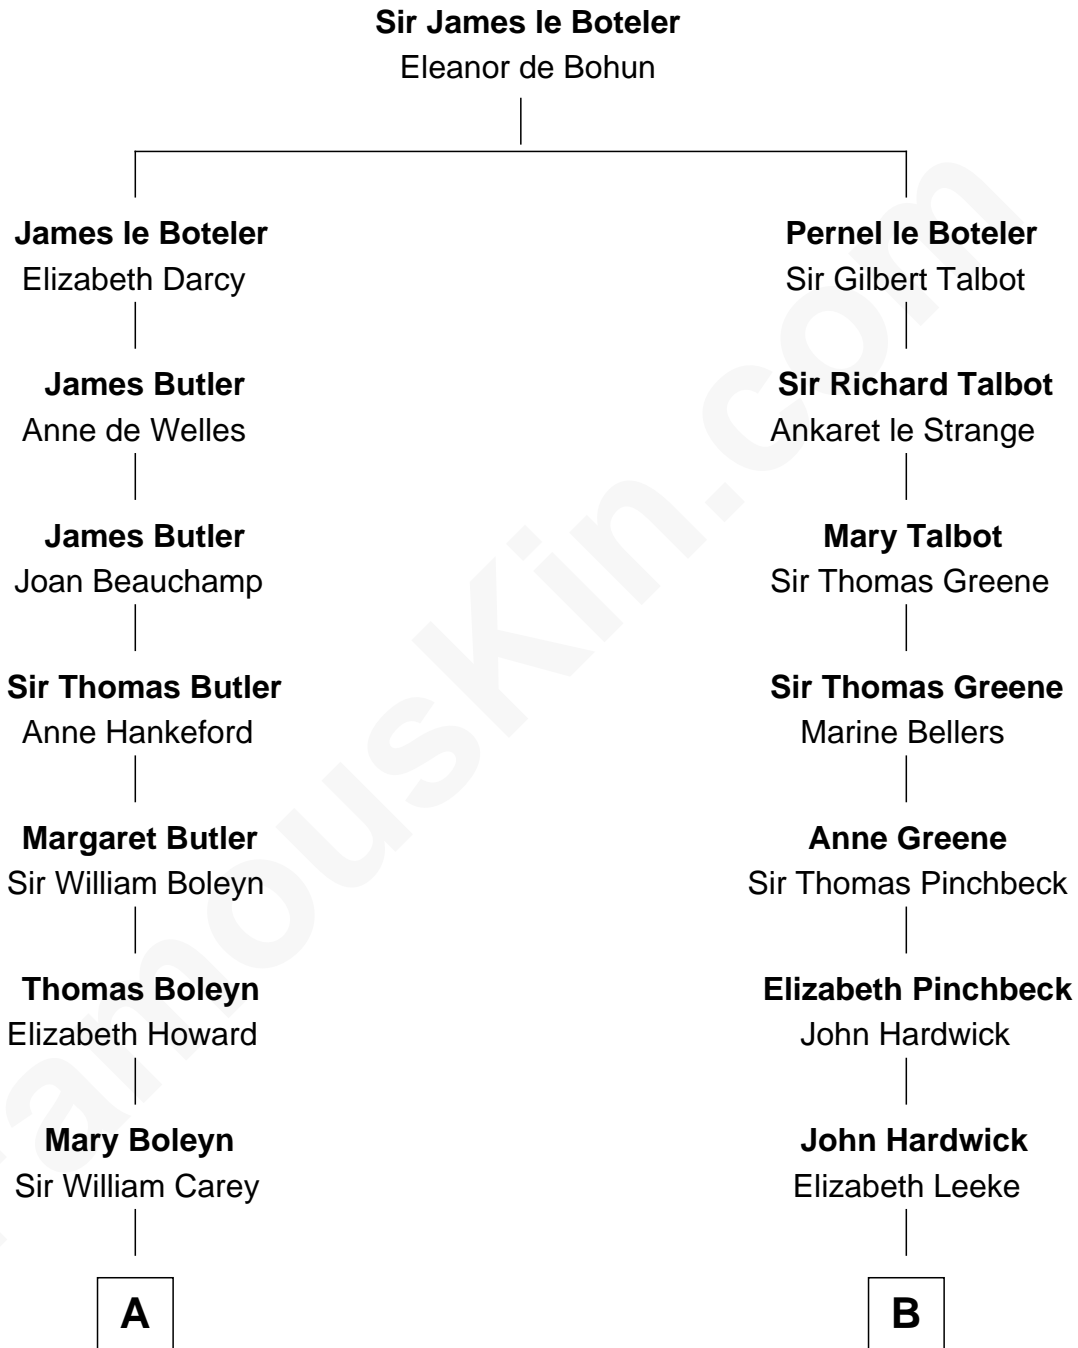 Sir James le Boteler
Eleanor de Bohun
James le Boteler
Elizabeth Darcy
Pernel le Boteler
Sir Gilbert Talbot
James Butler
Anne de Welles
Sir Richard Talbot
Ankaret le Strange
James Butler
Joan Beauchamp
Mary Talbot
Sir Thomas Greene
Sir Thomas Butler
Anne Hankeford
Sir Thomas Greene
Marine Bellers
Margaret Butler
Sir William Boleyn
Anne Greene
Sir Thomas Pinchbeck
Thomas Boleyn
Elizabeth Howard
Elizabeth Pinchbeck
John Hardwick
Mary Boleyn
Sir William Carey
John Hardwick
Elizabeth Leeke
A
B
FamousKin.com